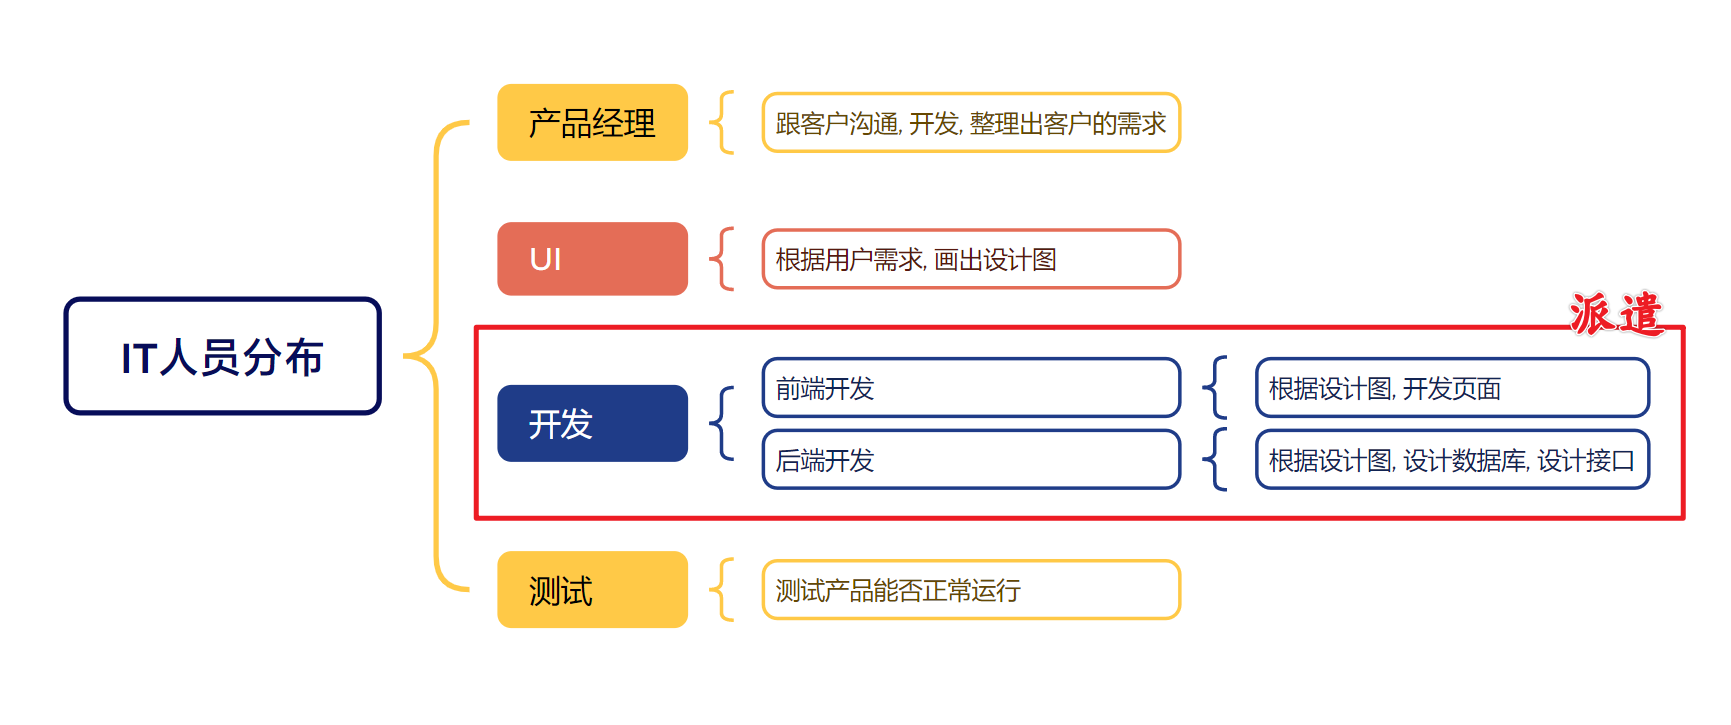 IT人员分布
产品经理
跟客户沟通, 开发, 整理出客户的需求
UI
根据用户需求, 画出设计图
派遣
开发
前端开发
根据设计图, 开发页面
后端开发
根据设计图, 设计数据库, 设计接口
测试
测试产品能否正常运行